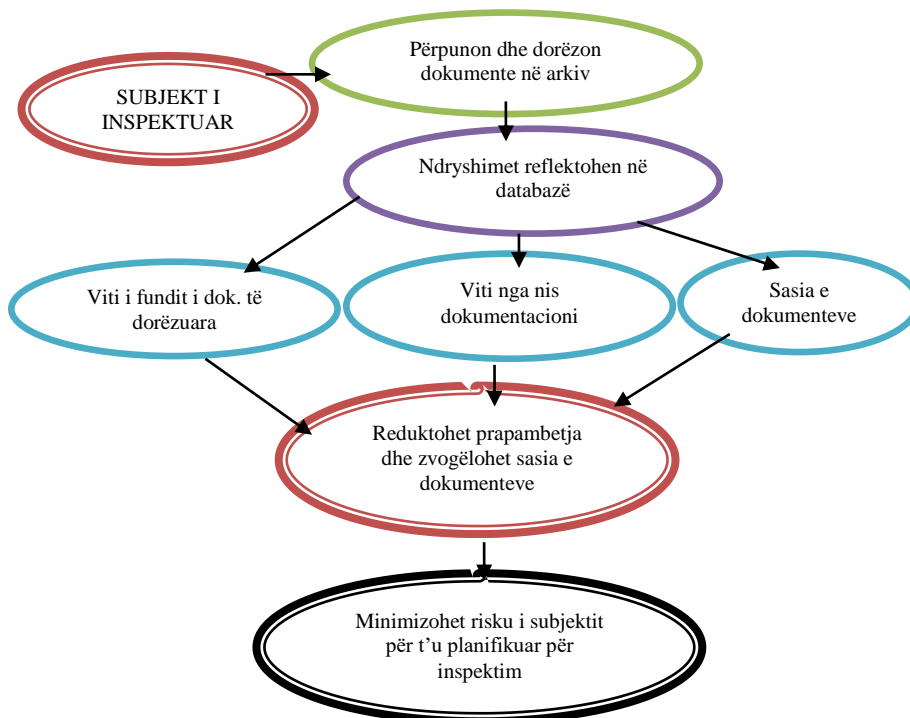 Përpunon dhe dorëzon
dokumente në arkiv
SUBJEKT I
INSPEKTUAR
Ndryshimet reflektohen në
databazë
Viti i fundit i dok. të
dorëzuara
Viti nga nis
dokumentacioni
Sasia e
dokumenteve
Reduktohet prapambetja
dhe zvogëlohet sasia e
dokumenteve
Minimizohet risku i subjektit
për t’u planifikuar për
inspektim